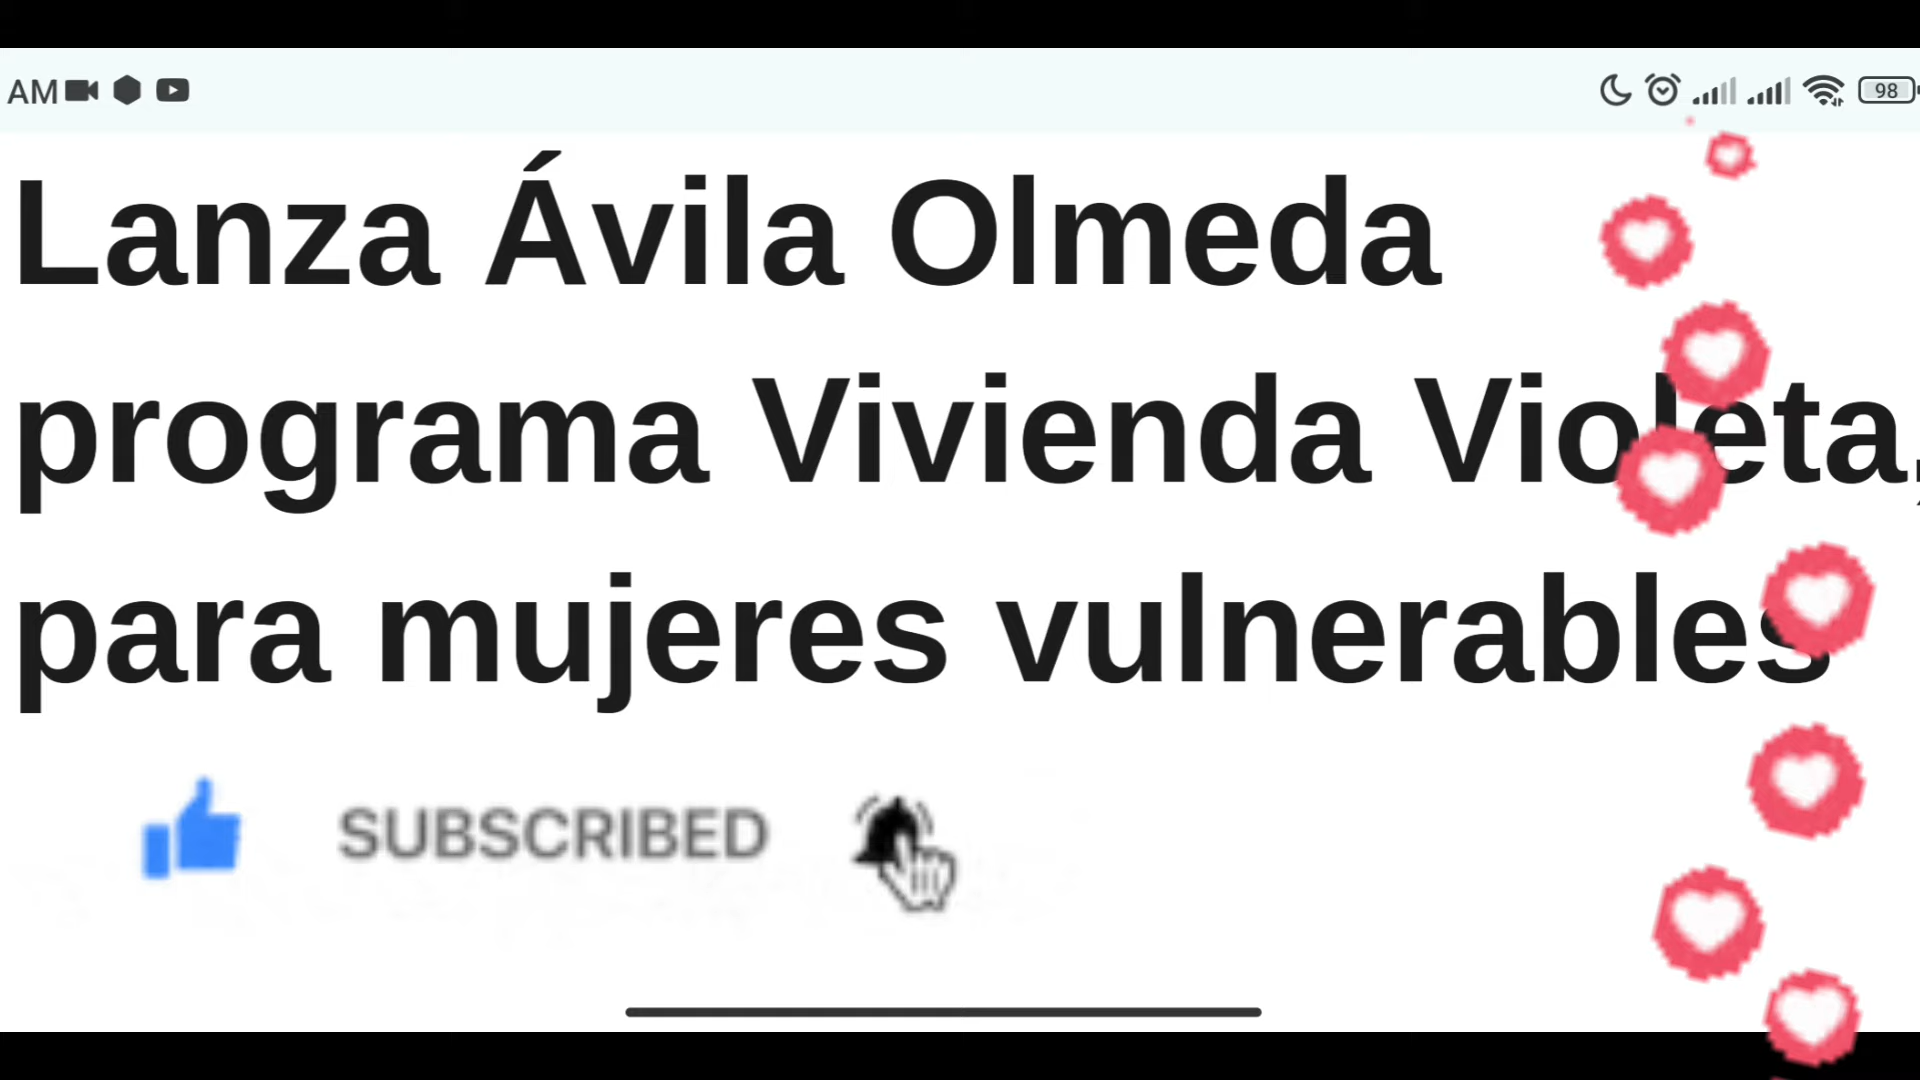 AM
98
Lanza Ávila Olmeda
programa Vivienda Violeta,
para mujeres vulnerables
SUBSCRIBED